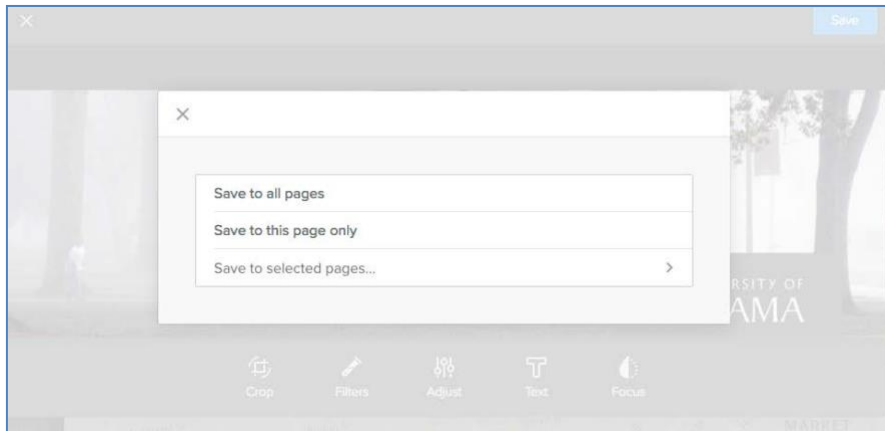 Save
Save to all pages
Save to this page only
Save to selected pages...
RSITY OF
AMA
Crop
Filters
Adjust
Text
Focus
MARKET